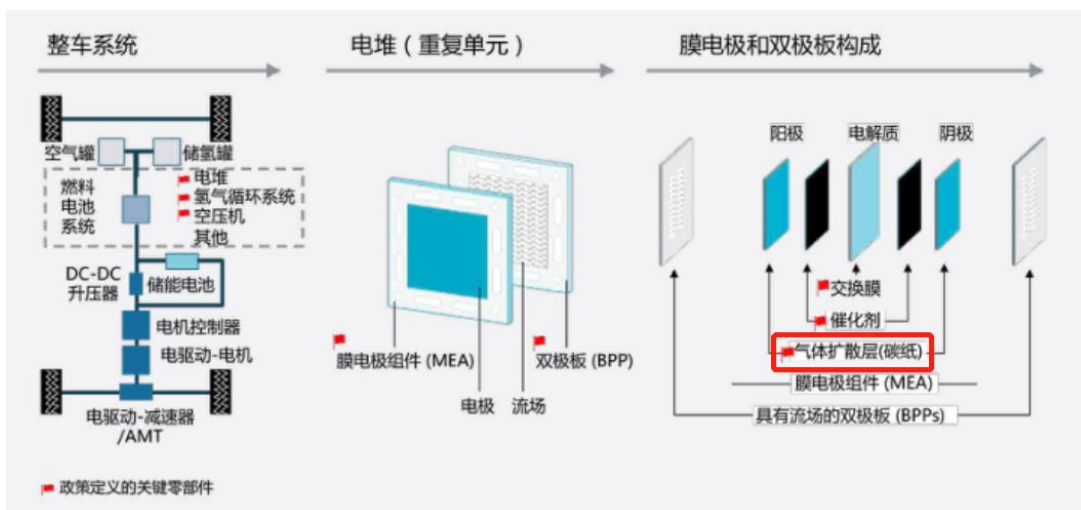 整车系统
电堆（重复单元）
膜电极和双极板构成
空气罐
储氢罐
燃料
电池
系统
电堆
氢气循环系统
空压机
其他
DC-DC
升压器
储能电池
电机控制器
电驱动-电机
电驱动-减速器
/AMT
膜电极组件 (MEA)
双极板 (BPP)
电极
流场
阳极
电解质
阴极
交换膜
催化剂
气体扩散层(碳纸)
膜电极组件 (MEA)
具有流场的双极板 (BPPs)
政策定义的关键零部件